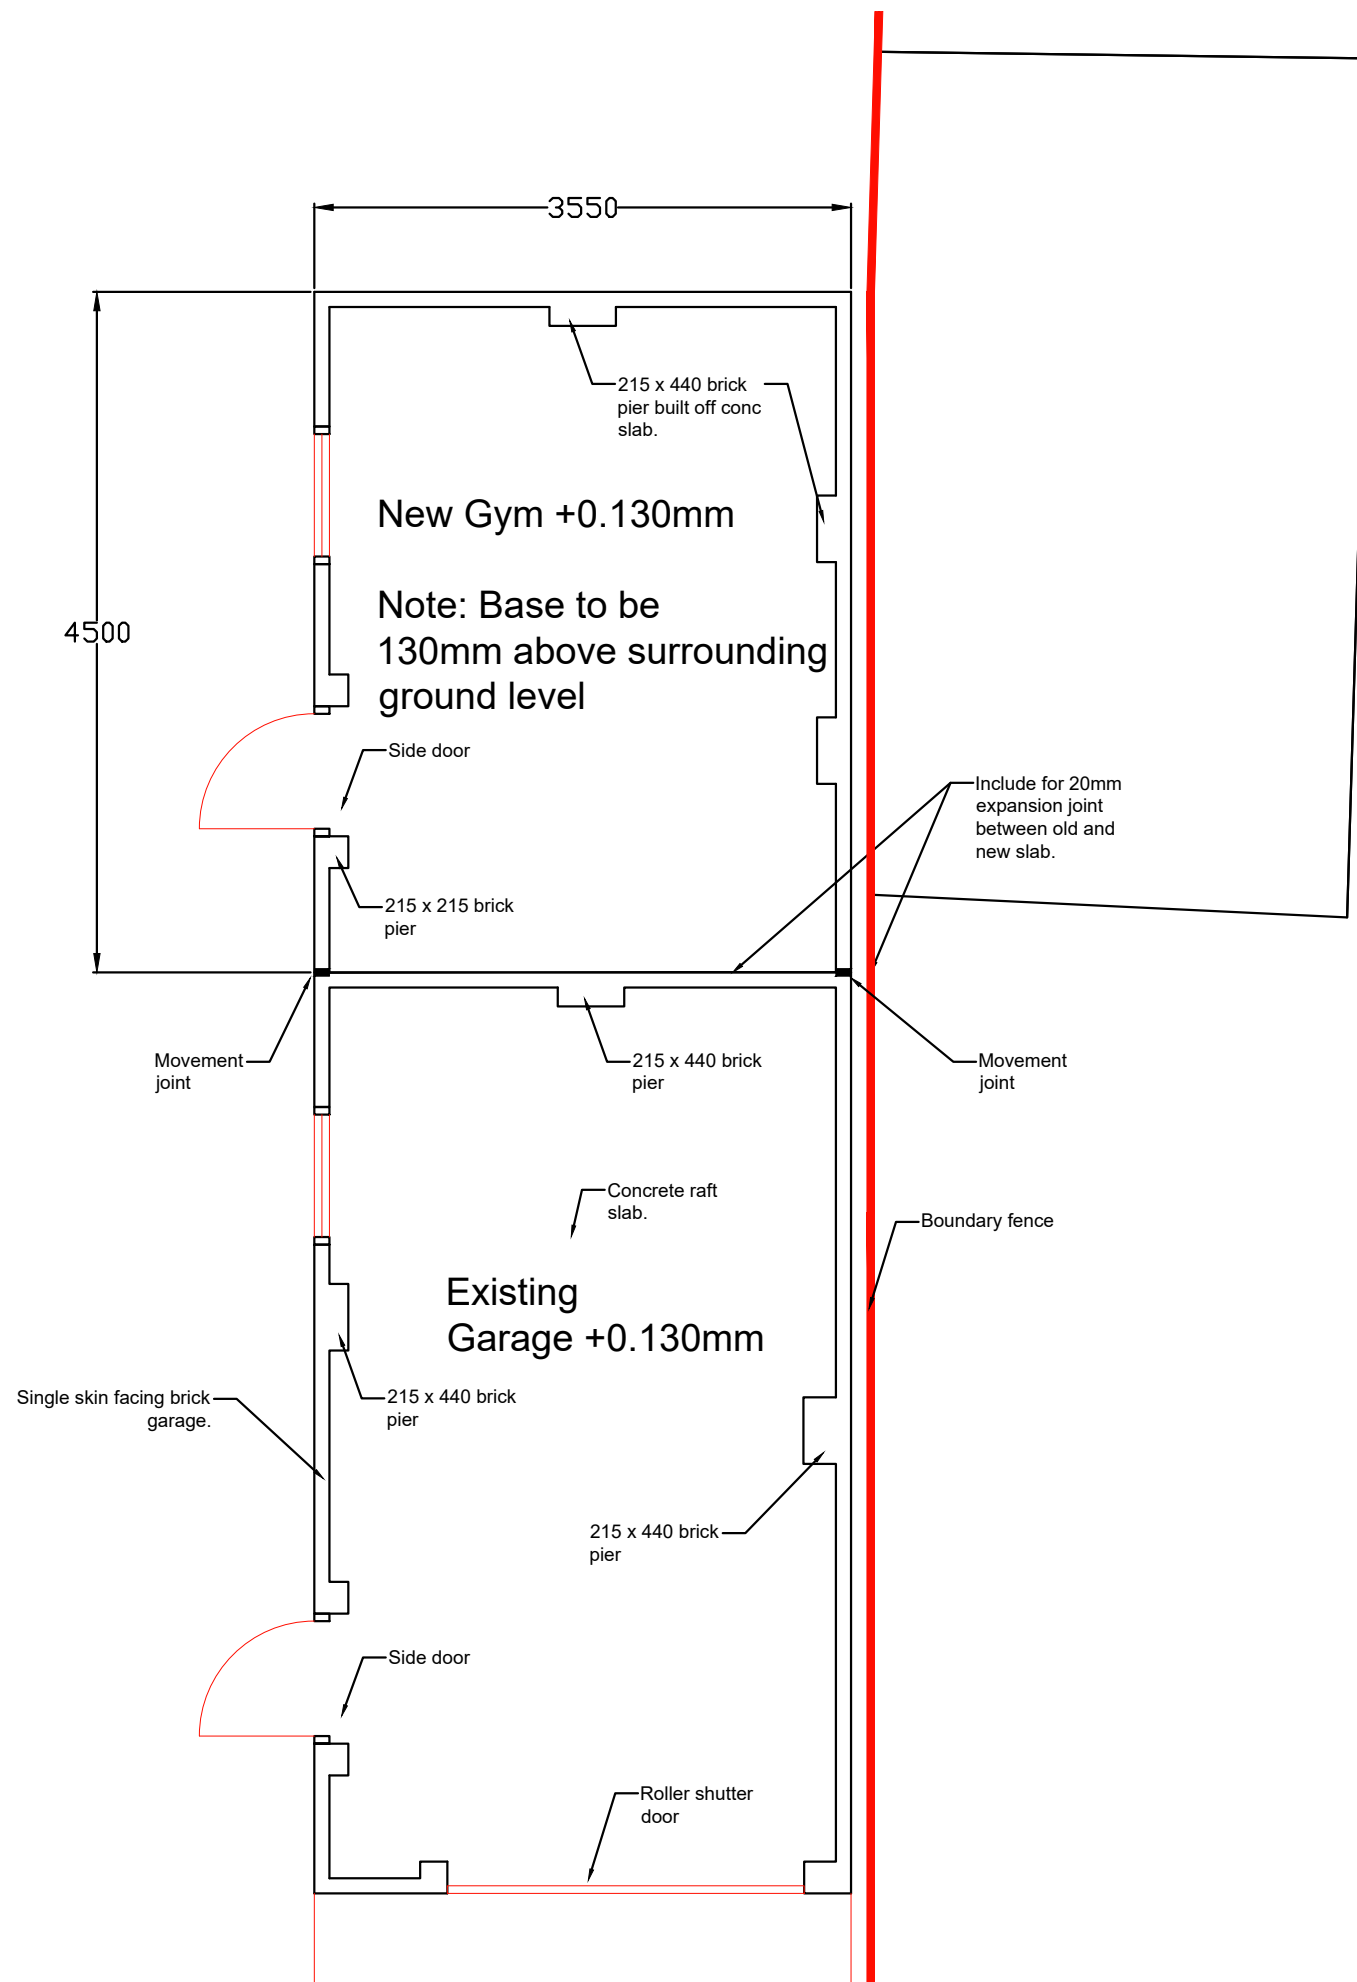 3550
215 x 440 brick
pier built off conc
slab.
New Gym +0.130mm
Note: Base to be
130mm above surrounding
ground level
4500
Side door
Include for 20mm
expansion joint
between old and
new slab.
215 x 215 brick
pier
Movement
joint
215 x 440 brick
pier
Movement
joint
Concrete raft
slab.
Boundary fence
Existing
Garage +0.130mm
Single skin facing brick
garage.
215 x 440 brick
pier
215 x 440 brick
pier
Side door
Roller shutter
door